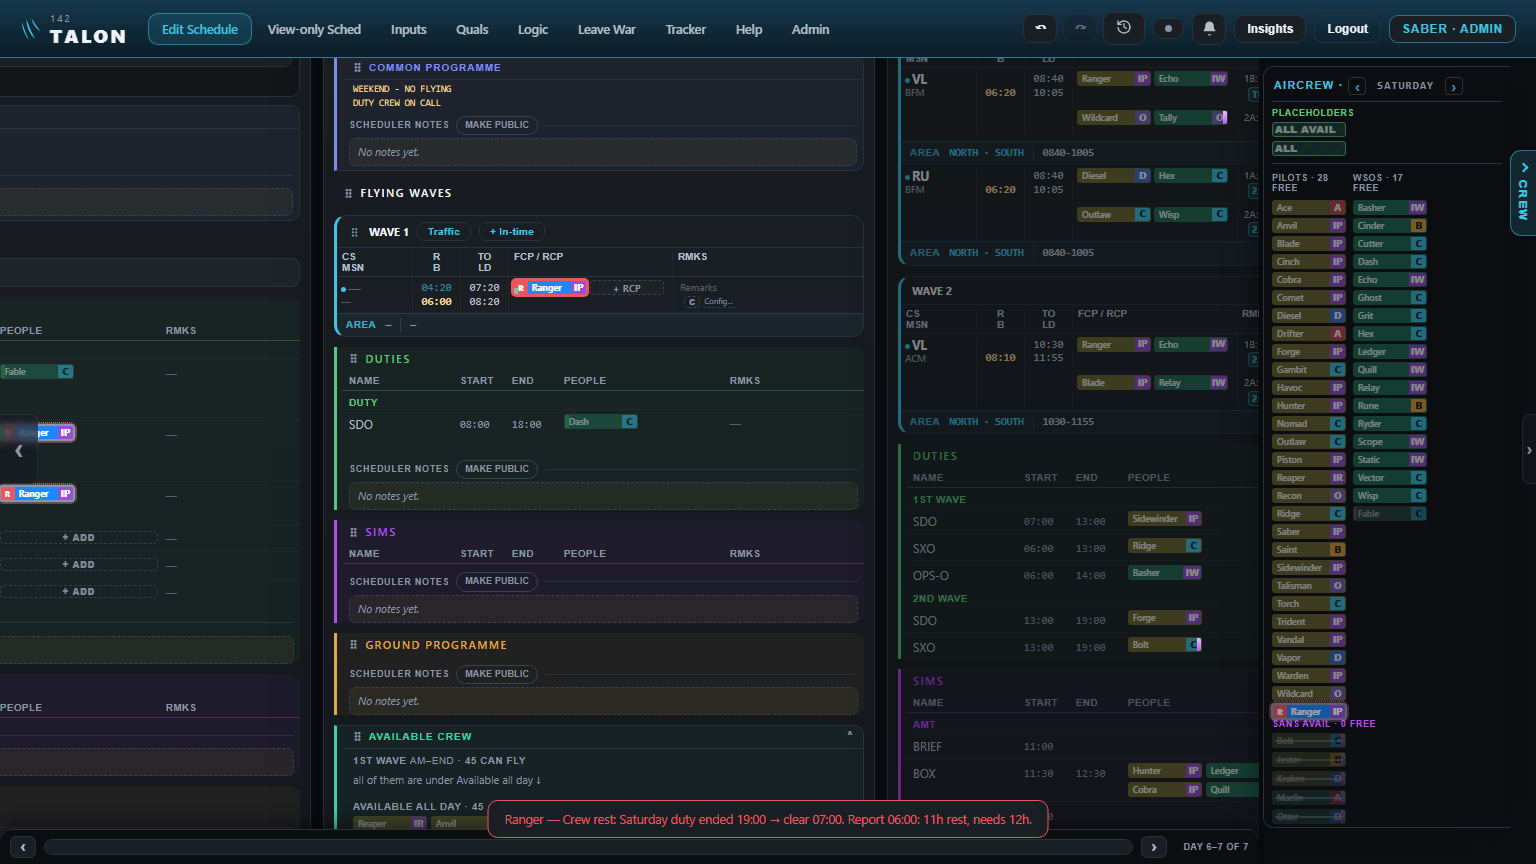 142
TALON
Edit Schedule
View-only Sched
Inputs
Quals
Logic
Leave War
Tracker
Help
Admin
Insights
Logout
SABER · ADMIN
PEOPLE RMKS
Fable C —
Ranger IP —
R Ranger IP —
+ ADD —
+ ADD —
+ ADD —
PEOPLE RMKS
COMMON PROGRAMME
WEEKEND - NO FLYING
DUTY CREW ON CALL
SCHEDULER NOTES MAKE PUBLIC
No notes yet.
FLYING WAVES
WAVE 1 Traffic + In-time
CS R TO FCP / RCP RMKS
MSN B LD
— 04:20 07:20 R Ranger IP + RCP Remarks
— 06:00 08:20 C Config...
AREA – –
DUTIES
NAME START END PEOPLE RMKS
DUTY
SDO 08:00 18:00 Dash C —
SCHEDULER NOTES MAKE PUBLIC
No notes yet.
SIMS
NAME START END PEOPLE RMKS
SCHEDULER NOTES MAKE PUBLIC
No notes yet.
GROUND PROGRAMME
SCHEDULER NOTES MAKE PUBLIC
No notes yet.
AVAILABLE CREW
1ST WAVE AM–END · 45 CAN FLY
all of them are under Available all day ↓
AVAILABLE ALL DAY · 45
Reaper IR Anvil
MSN B LD
VL 08:40 Ranger IP Echo IW 18:
BFM 06:20 10:05
Wildcard O Tally 2A:
AREA NORTH · SOUTH 0840-1005
RU 08:40 Diesel D Hex C 1A:
BFM 06:20 10:05
Outlaw C Wisp C 2A:
AREA NORTH · SOUTH 0840-1005
WAVE 2
CS R TO FCP / RCP RM
MSN B LD
VL 10:30 Ranger IP Echo IW 18:
ACM 08:10 11:55
Blade IP Relay IW 2A:
AREA NORTH · SOUTH 1030-1155
DUTIES
NAME START END PEOPLE
1ST WAVE
SDO 07:00 13:00 Sidewinder IP
SXO 06:00 13:00 Ridge C
OPS-O 06:00 14:00 Basher IW
2ND WAVE
SDO 13:00 19:00 Forge IP
SXO 13:00 19:00 Bolt C
SIMS
NAME START END PEOPLE
AMT
BRIEF 11:00
BOX 11:30 12:30 Hunter IP Ledger
Cobra IP Quill
AIRCREW · ‹ SATURDAY ›
PLACEHOLDERS
ALL AVAIL
ALL
PILOTS · 28 FREE
WSOS · 17 FREE
Ace A Basher IW
Anvil IP Cinder B
Blade IP Cutter C
Cinch IP Dash C
Cobra IP Echo IW
Comet IP Ghost C
Diesel D Grit C
Drifter A Hex C
Forge IP Ledger IW
Gambit C Quill IW
Havoc IP Relay IW
Hunter IP Rune B
Nomad C Ryder C
Outlaw C Scope IW
Piston IP Static IW
Reaper IR Vector C
Recon O Wisp C
Ridge C Fable C
Saber IP
Saint B
Sidewinder IP
Talisman O
Torch C
Trident IP
Vandal IP
Vapor D
Warden IP
Wildcard O
R Ranger IP
SANS AVAIL · 0 FREE
Bolt C
Jester
Kraken D
Marlin A
Otter D
CREW
Ranger — Crew rest: Saturday duty ended 19:00 → clear 07:00. Report 06:00: 11h rest, needs 12h.
DAY 6–7 OF 7